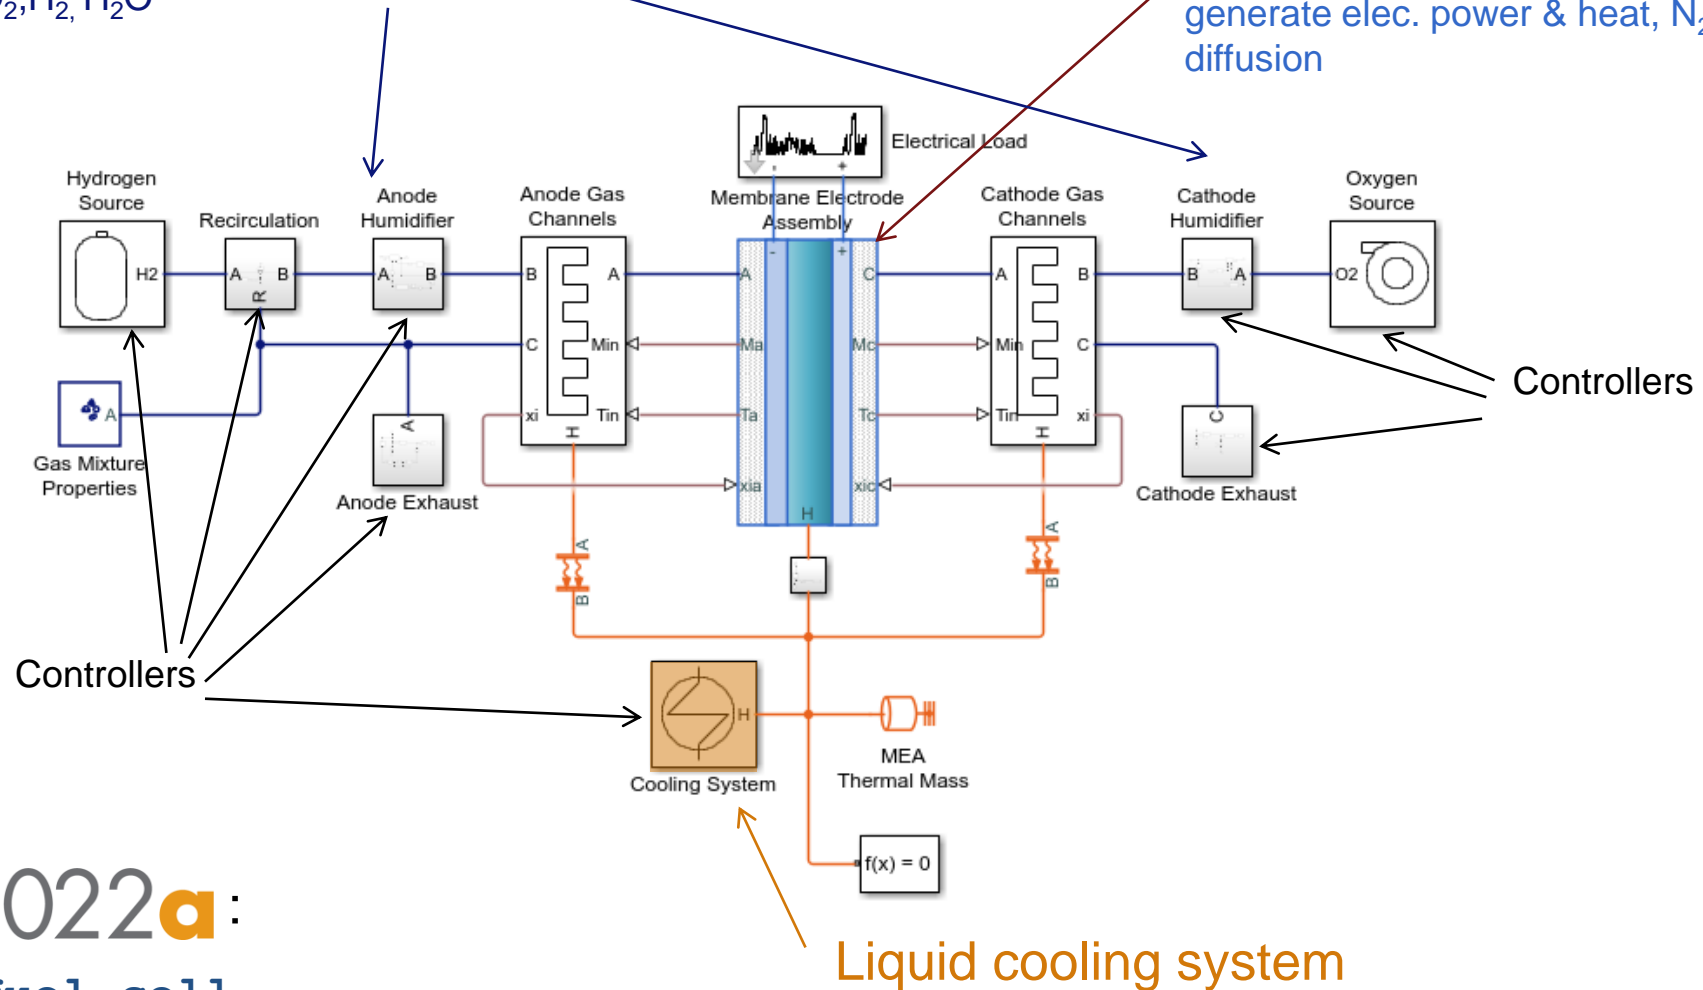 H₂, H₂O
generate elec. power & heat, N₂
diffusion
Electrical Load
- +
Hydrogen
Source
Recirculation
Anode
Humidifier
Anode Gas
Channels
Membrane Electrode
Assembly
Cathode Gas
Channels
Cathode
Humidifier
Oxygen
Source
H2
A B
R
A B
B A
C Min
xi Tin
H
- +
A C
Ma Mc
Ta Tc
xia xic
H
A B
Min C
Tin xi
H
B A
O2
Controllers
A
Gas Mixture
Properties
A
Anode Exhaust
C
Cathode Exhaust
A
B
A
B
Controllers
H
Cooling System
MEA
Thermal Mass
f(x) = 0
022a:
Liquid cooling system